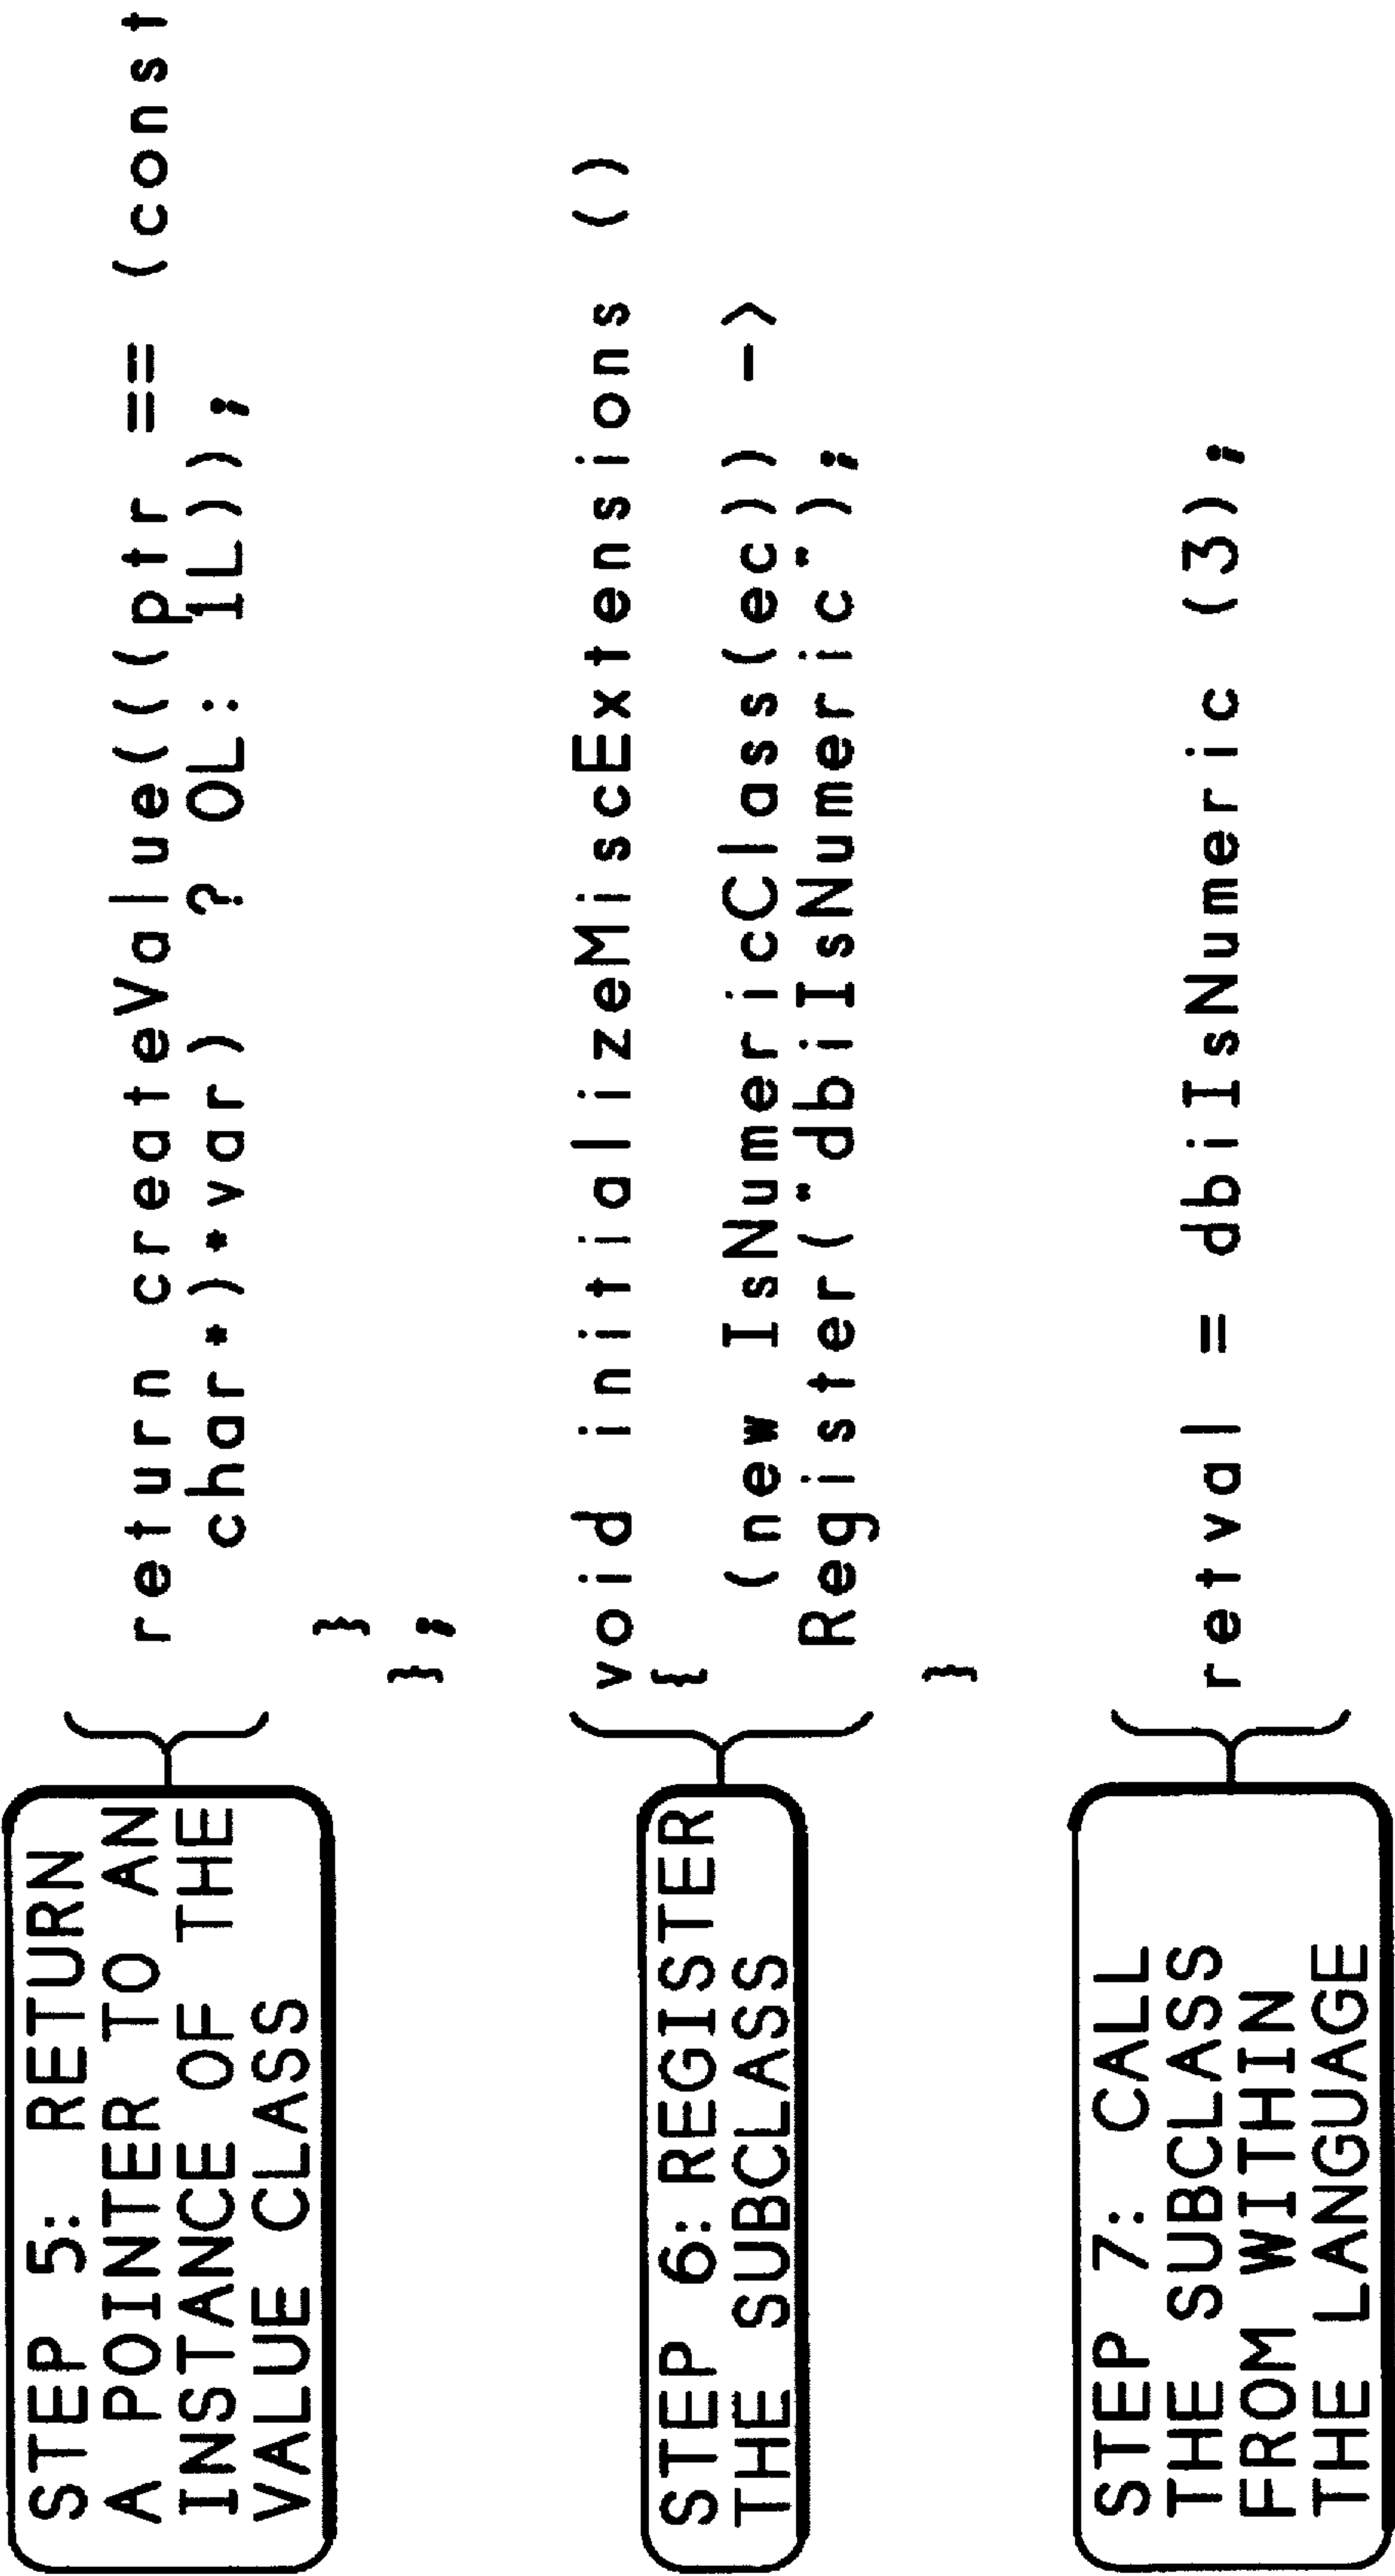 STEP 5: RETURN
A POINTER TO AN
INSTANCE OF THE
VALUE CLASS
return createValue(((ptr == (const
char*)*var) ? OL: 1L));
}
};
STEP 6: REGISTER
THE SUBCLASS
void initializeMiscExtensions ()
{
(new IsNumericClass(ec)) ->
Register("dbiIsNumeric");
}
STEP 7: CALL
THE SUBCLASS
FROM WITHIN
THE LANGUAGE
retval = dbiIsNumeric (3);